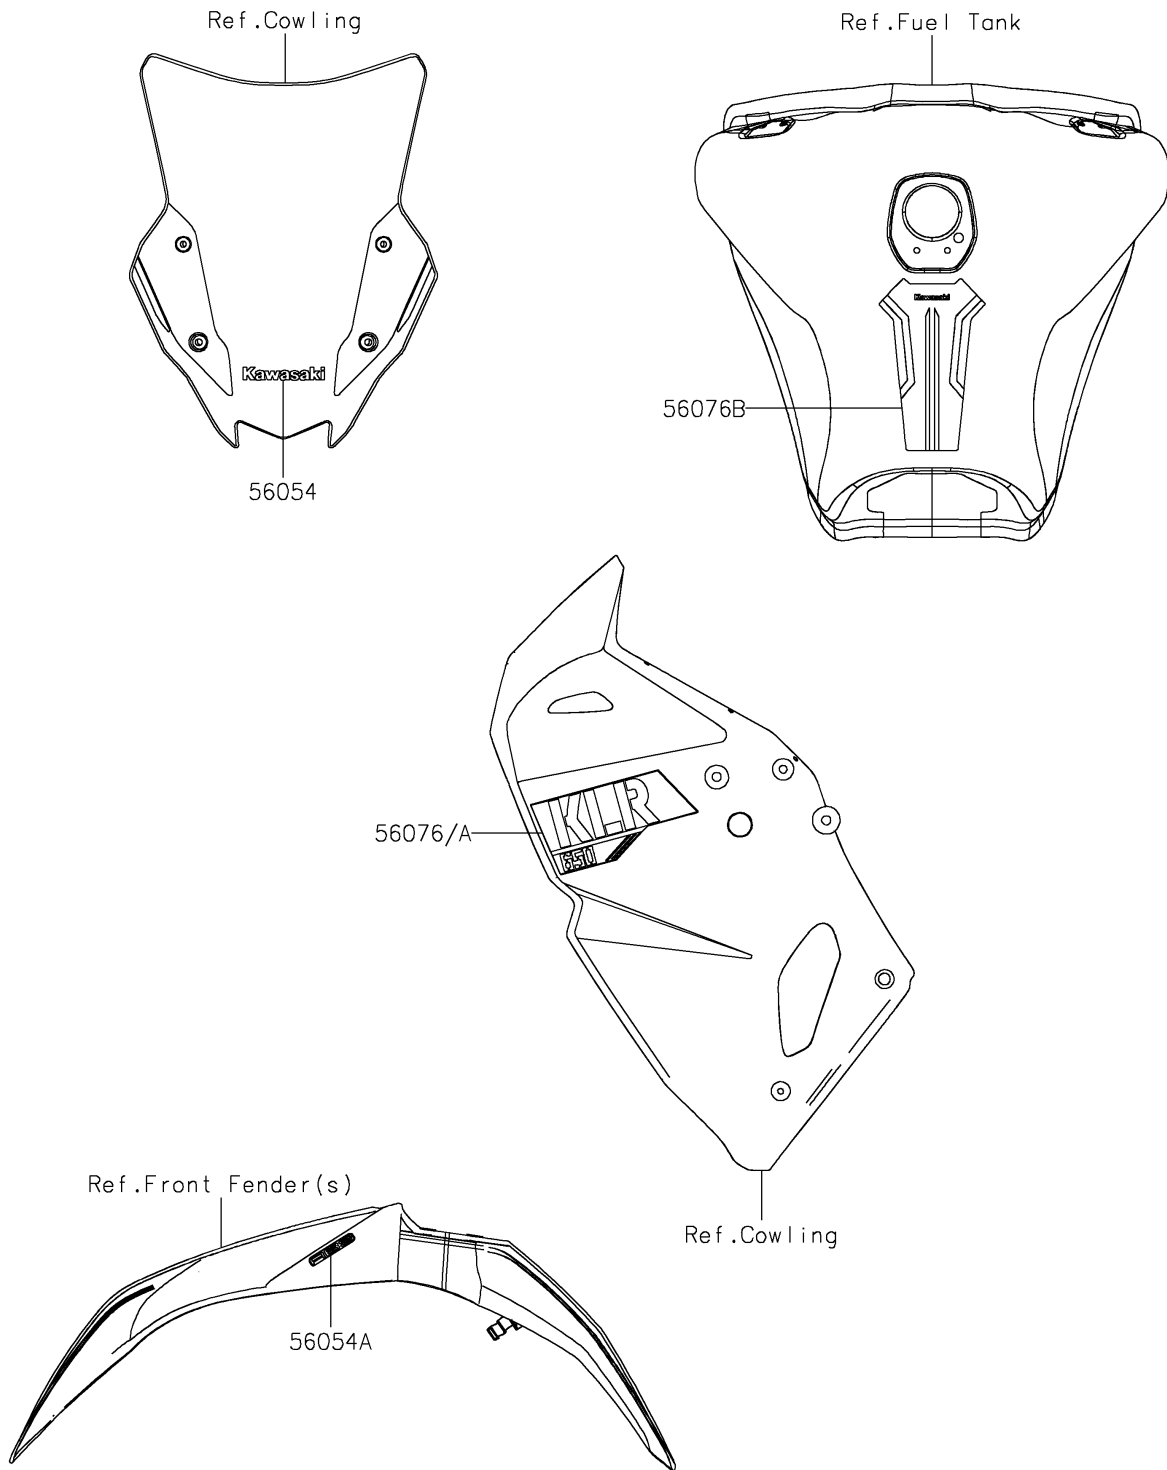 Ref.Cowling
Ref.Fuel Tank
Kawasaki
56076B
Kawasaki
56054
KLR
56076/A
650
Ref.Front Fender(s)
Ref.Cowling
56054A